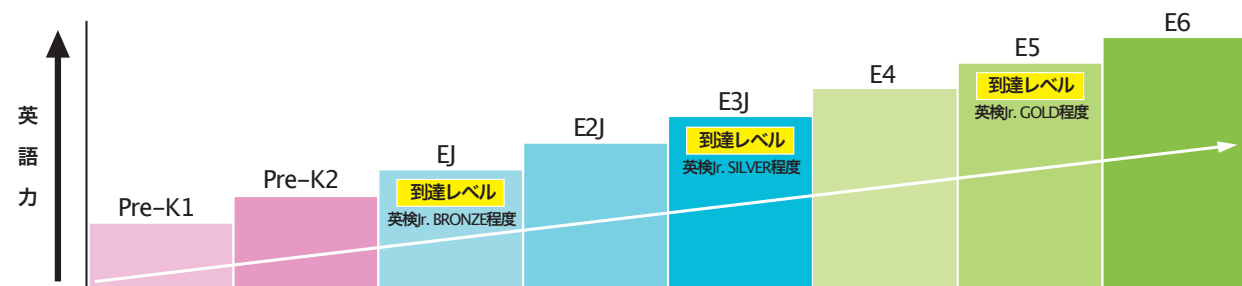 英語力
Pre-K1
Pre-K2
EJ
到達レベル
英検Jr. BRONZE程度
E2J
E3J
到達レベル
英検Jr. SILVER程度
E4
E5
到達レベル
英検Jr. GOLD程度
E6